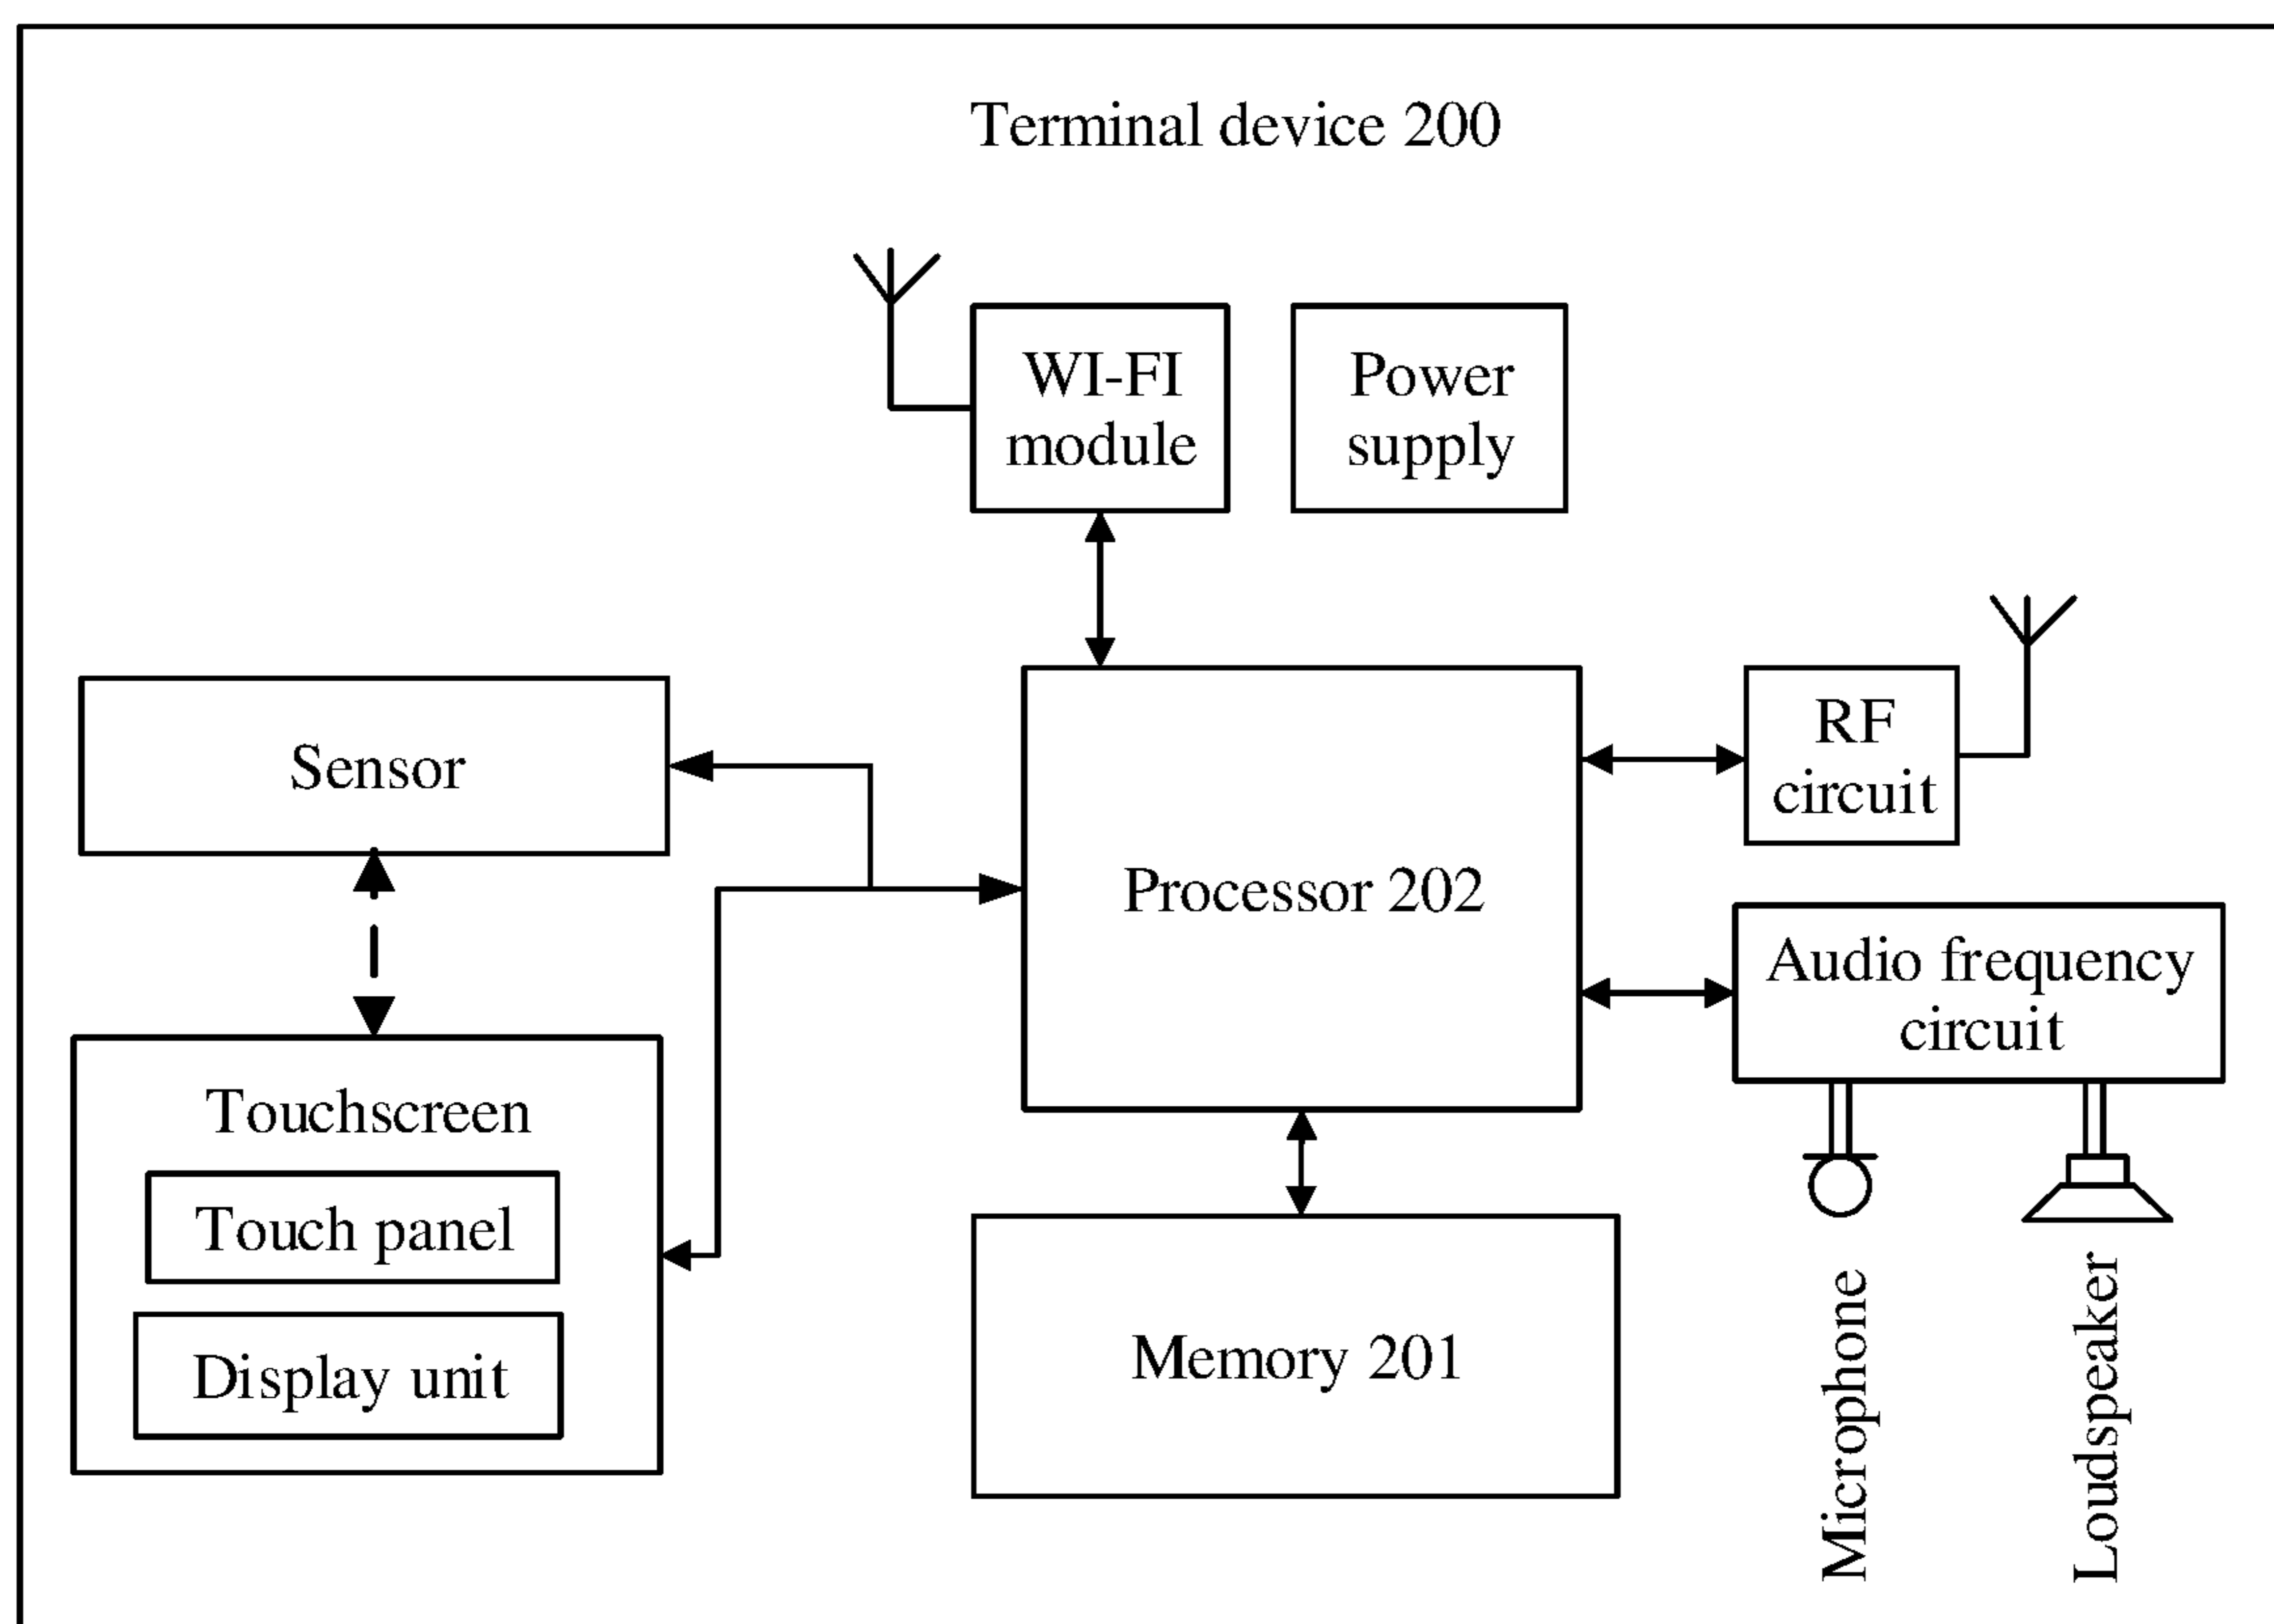 Terminal device 200
WI-FI
module
Power
supply
RF
circuit
Sensor
Processor 202
Audio frequency
circuit
Touchscreen
Touch panel
Display unit
Memory 201
Microphone
Loudspeaker